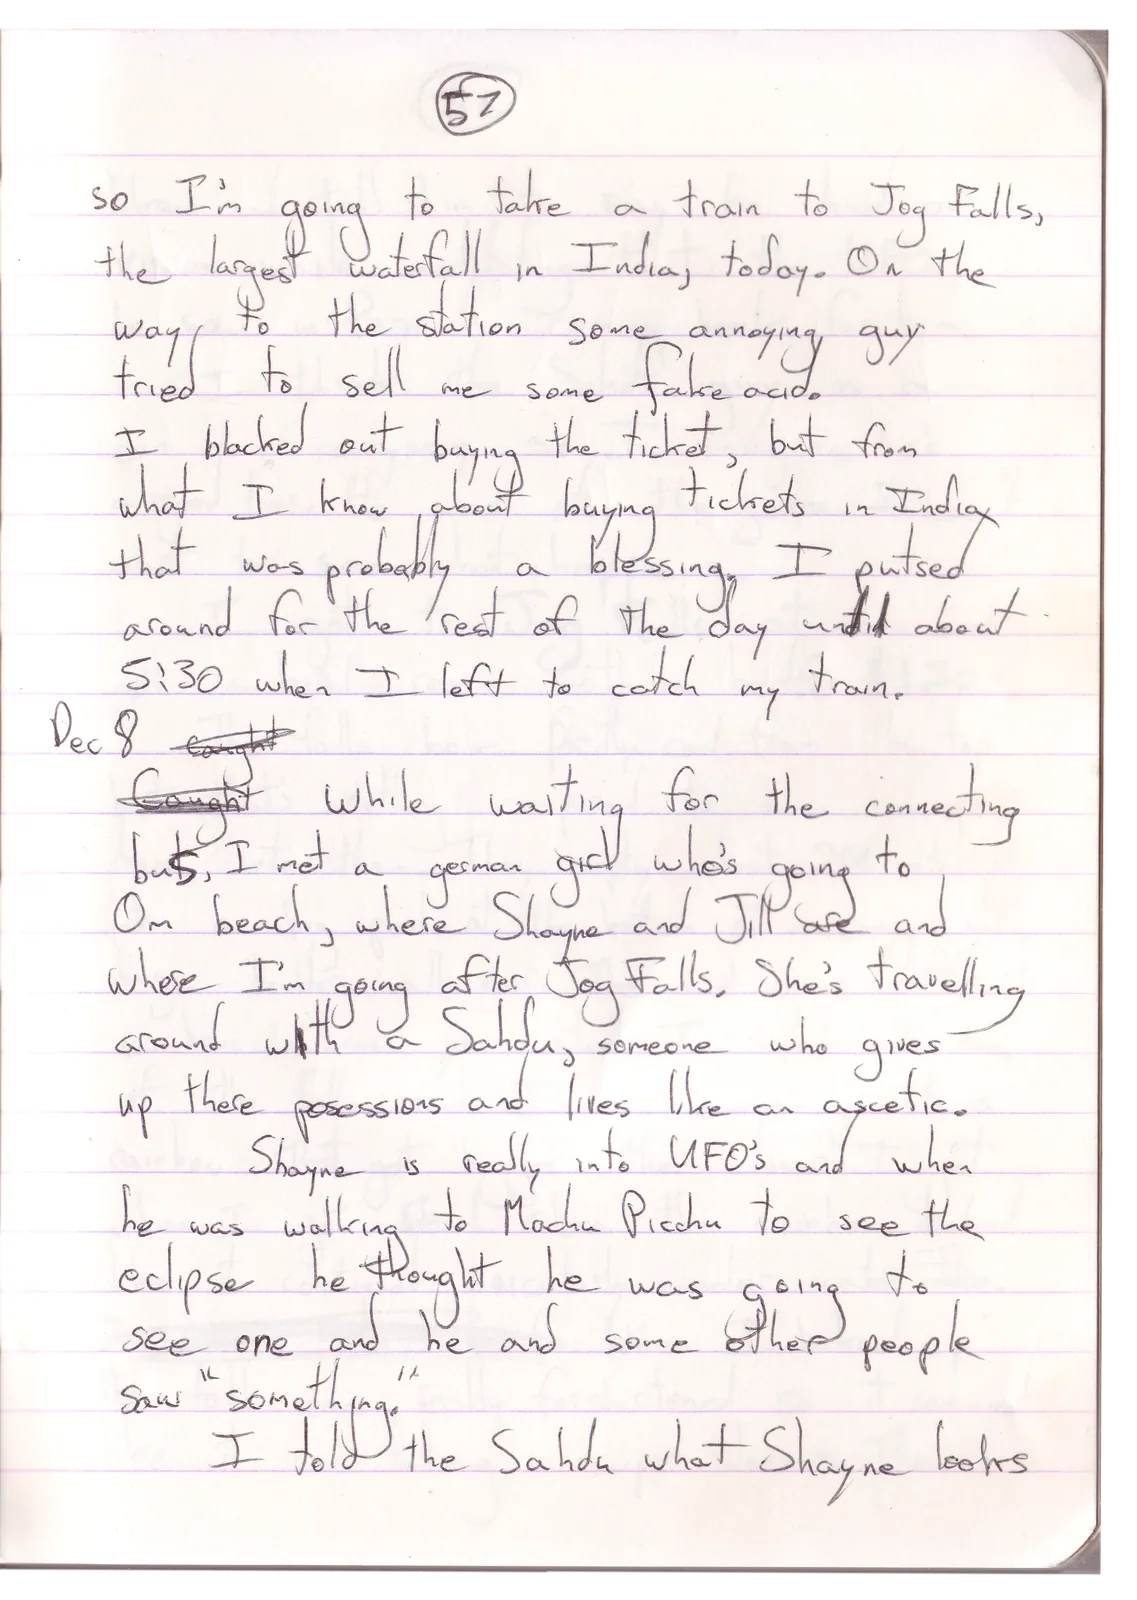 57
so I'm going to take a train to Jog Falls,
the largest waterfall in India, today. On the
way, to the station some annoying guy
tried to sell me some fake acid.
I blacked out buying the ticket, but from
what I know about buying tickets in India
that was probably a blessing. I putsed
around for the rest of the day until about
5:30 when I left to catch my train.
Dec 8 Caught
Caught While waiting for the connecting
bus, I met a german girl who's going to
Om beach, where Shayne and Jill are and
where I'm going after Jog Falls. She's travelling
around with a Sahdu, someone who gives
up there posessions and lives like an ascetic.
Shayne is really into UFO's and when
he was walking to Machu Picchu to see the
eclipse he thought he was going to
see one and he and some other people
saw "something."
I told the Sahdu what Shayne looks